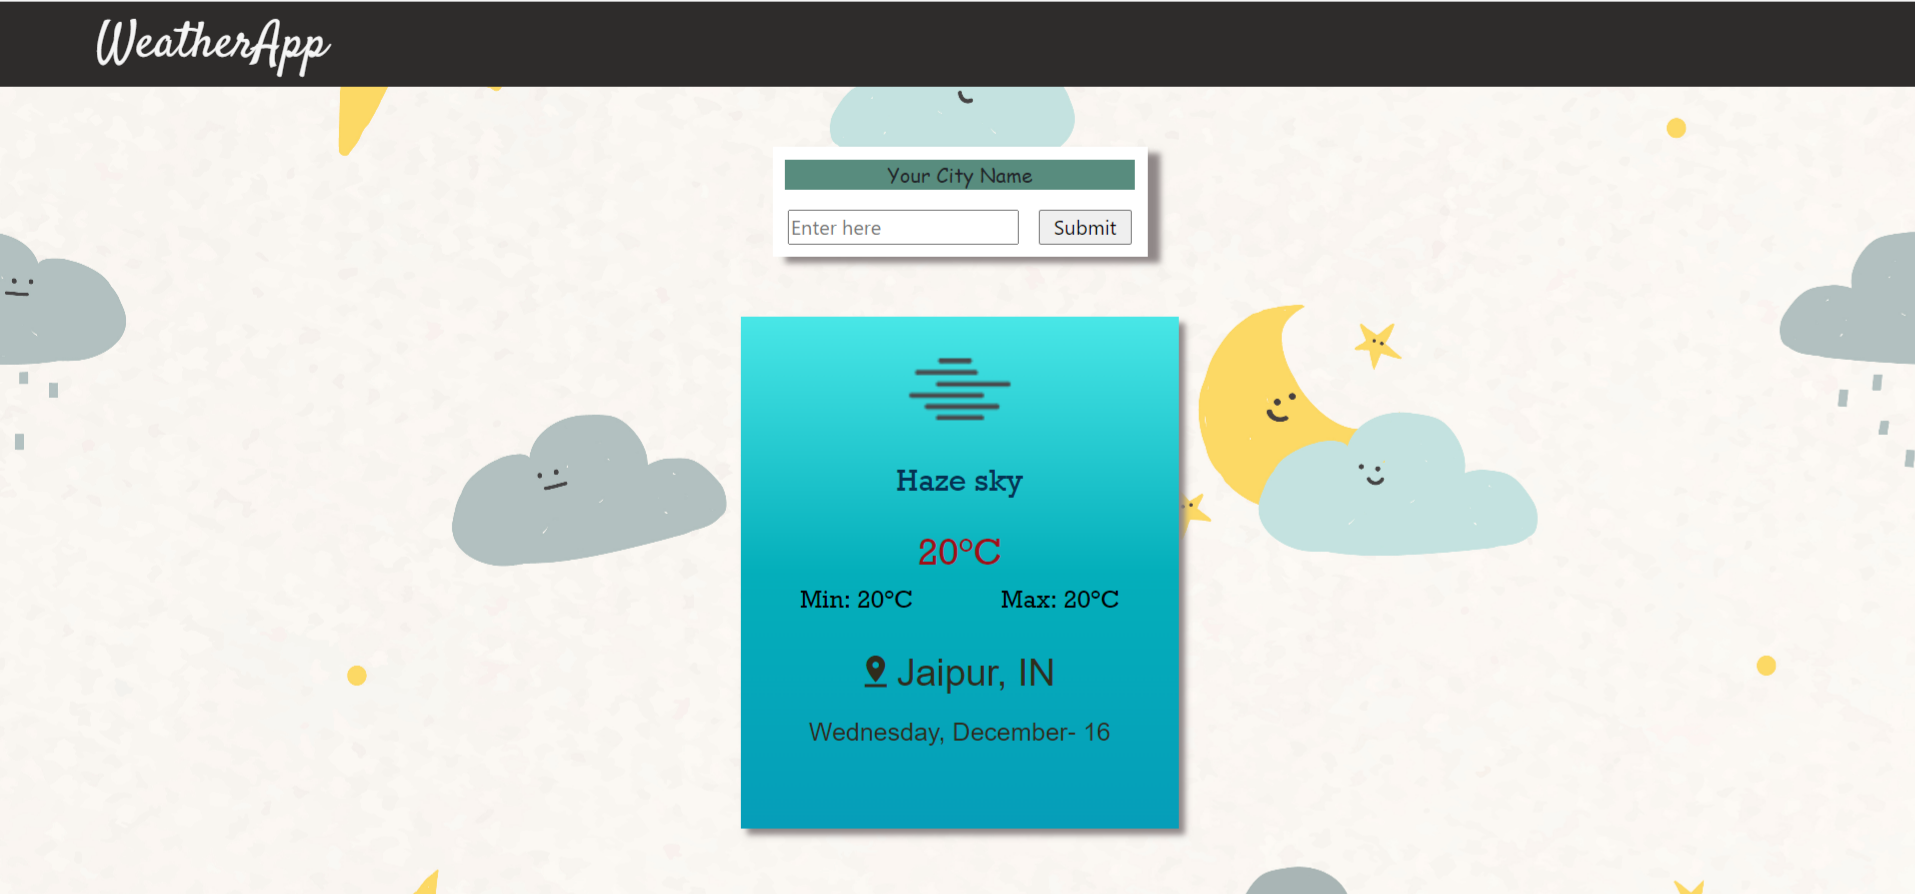 WeatherApp
Your City Name
Enter here Submit
Haze sky
20°C
Min: 20°C Max: 20°C
Jaipur, IN
Wednesday, December- 16